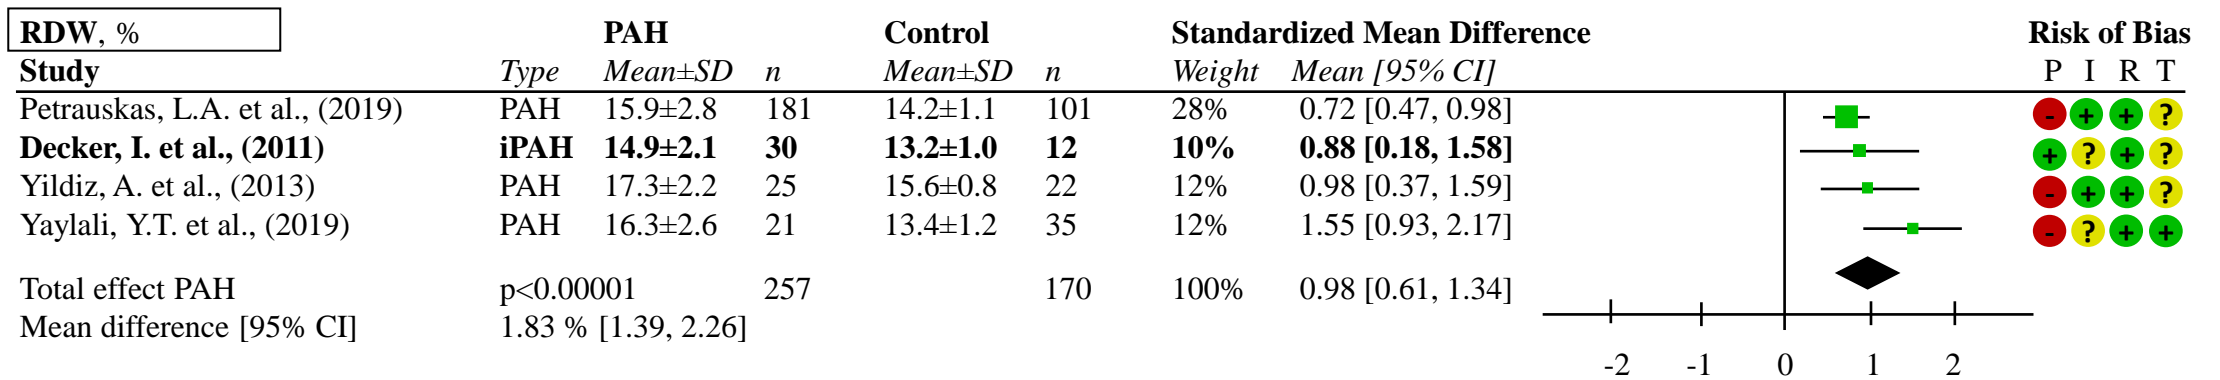 RDW, % PAH Control Standardized Mean Difference Risk of Bias
Study Type Mean±SD n Mean±SD n Weight Mean [95% CI] P I R T
Petrauskas, L.A. et al., (2019) PAH 15.9±2.8 181 14.2±1.1 101 28% 0.72 [0.47, 0.98] - + + ?
Decker, I. et al., (2011) iPAH 14.9±2.1 30 13.2±1.0 12 10% 0.88 [0.18, 1.58] + ? + ?
Yildiz, A. et al., (2013) PAH 17.3±2.2 25 15.6±0.8 22 12% 0.98 [0.37, 1.59] - + + ?
Yaylali, Y.T. et al., (2019) PAH 16.3±2.6 21 13.4±1.2 35 12% 1.55 [0.93, 2.17] - ? + +
Total effect PAH p<0.00001 257 170 100% 0.98 [0.61, 1.34]
Mean difference [95% CI] 1.83 % [1.39, 2.26]
-2 -1 0 1 2